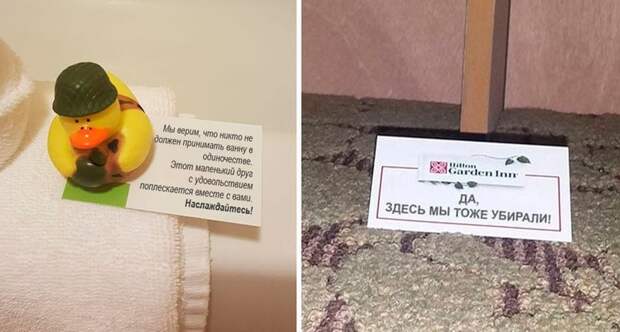 Мы верим, что никто не
должен принимать ванну в
одиночестве.
Этот маленький друг
с удовольствием
поплескается вместе с вами.
Наслаждайтесь!
Hilton
Garden Inn
ДА,
ЗДЕСЬ МЫ ТОЖЕ УБИРАЛИ!